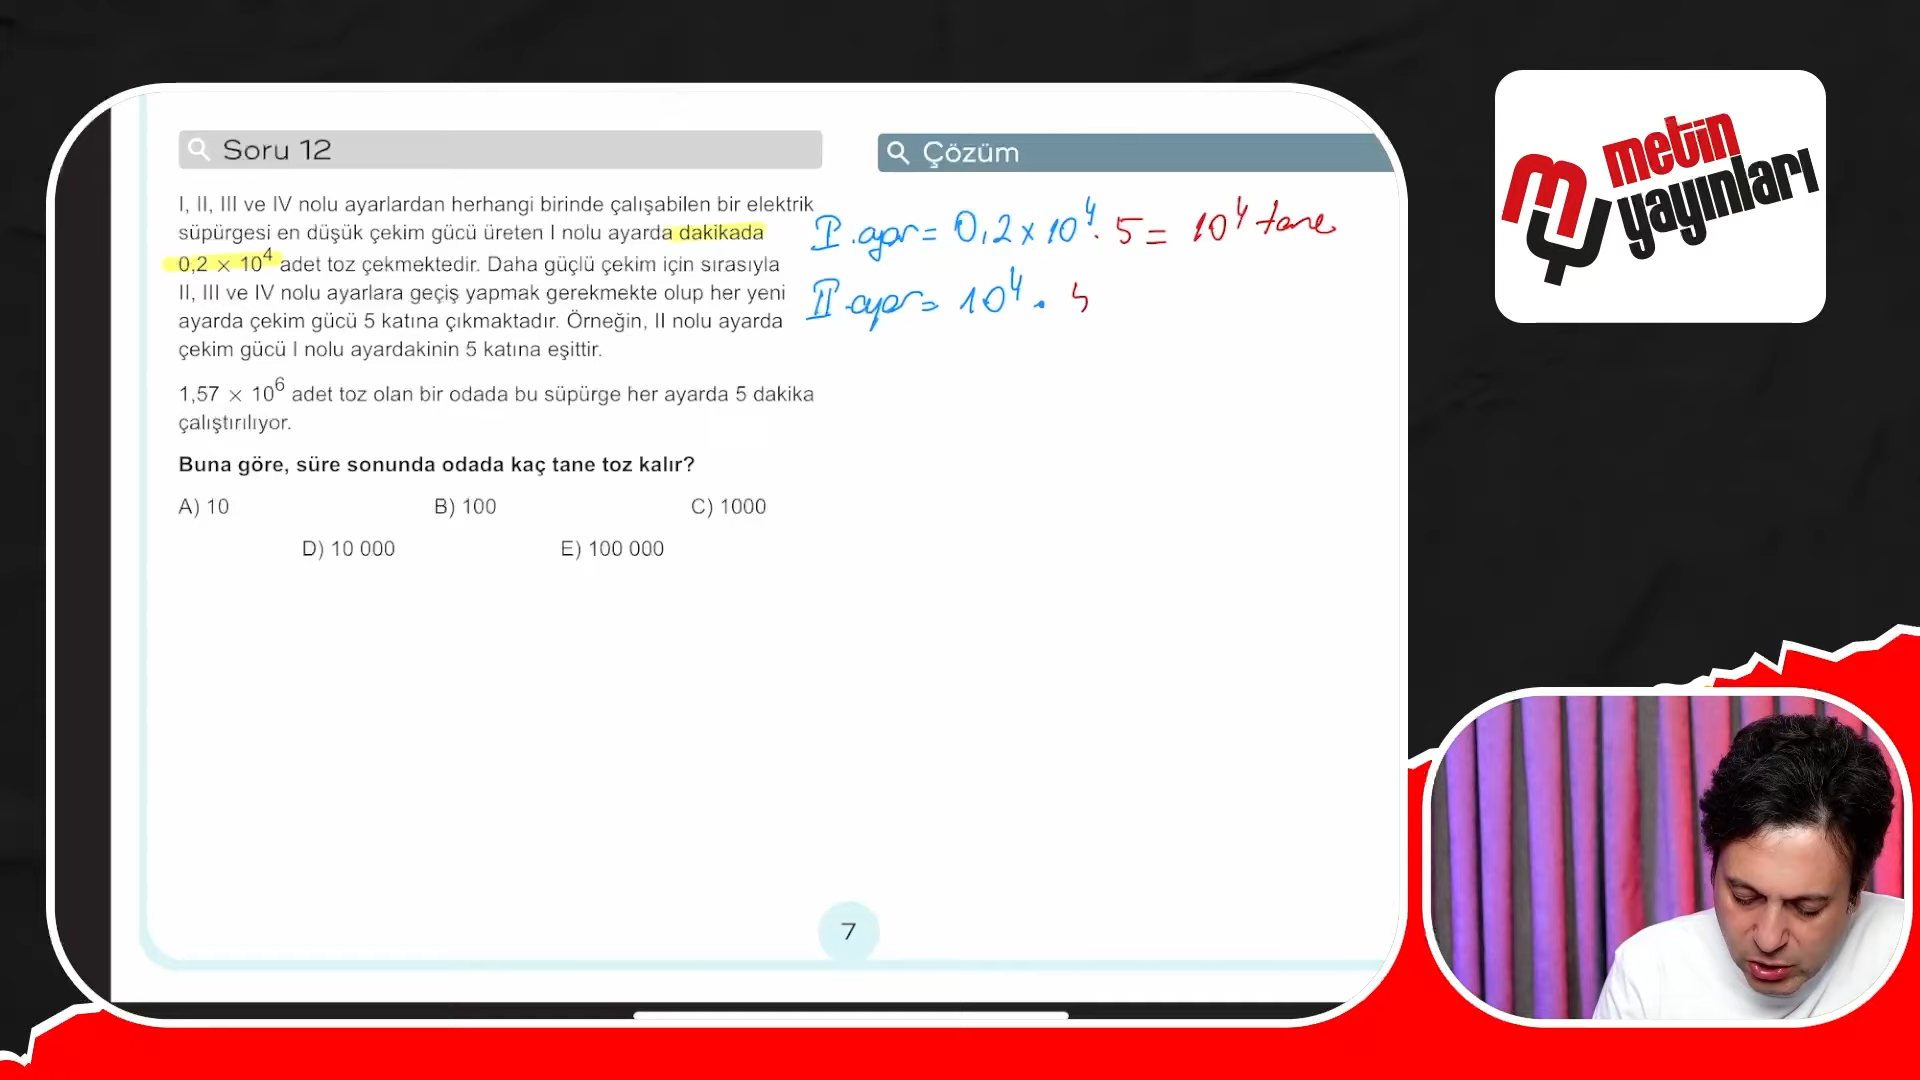 Soru 12
I, II, III ve IV nolu ayarlardan herhangi birinde çalışabilen bir elektrik
süpürgesi en düşük çekim gücü üreten I nolu ayarda dakikada
0,2 × 10⁴ adet toz çekmektedir. Daha güçlü çekim için sırasıyla
II, III ve IV nolu ayarlara geçiş yapmak gerekmekte olup her yeni
ayarda çekim gücü 5 katına çıkmaktadır. Örneğin, II nolu ayarda
çekim gücü I nolu ayardakinin 5 katına eşittir.
1,57 × 10⁶ adet toz olan bir odada bu süpürge her ayarda 5 dakika
çalıştırılıyor.
Buna göre, süre sonunda odada kaç tane toz kalır?
A) 10 B) 100 C) 1000
D) 10 000 E) 100 000
Çözüm
I. ayar = 0,2 x 10⁴ . 5 = 10⁴ tane
II ayar = 10⁴ . 5
7
metin
yayınları